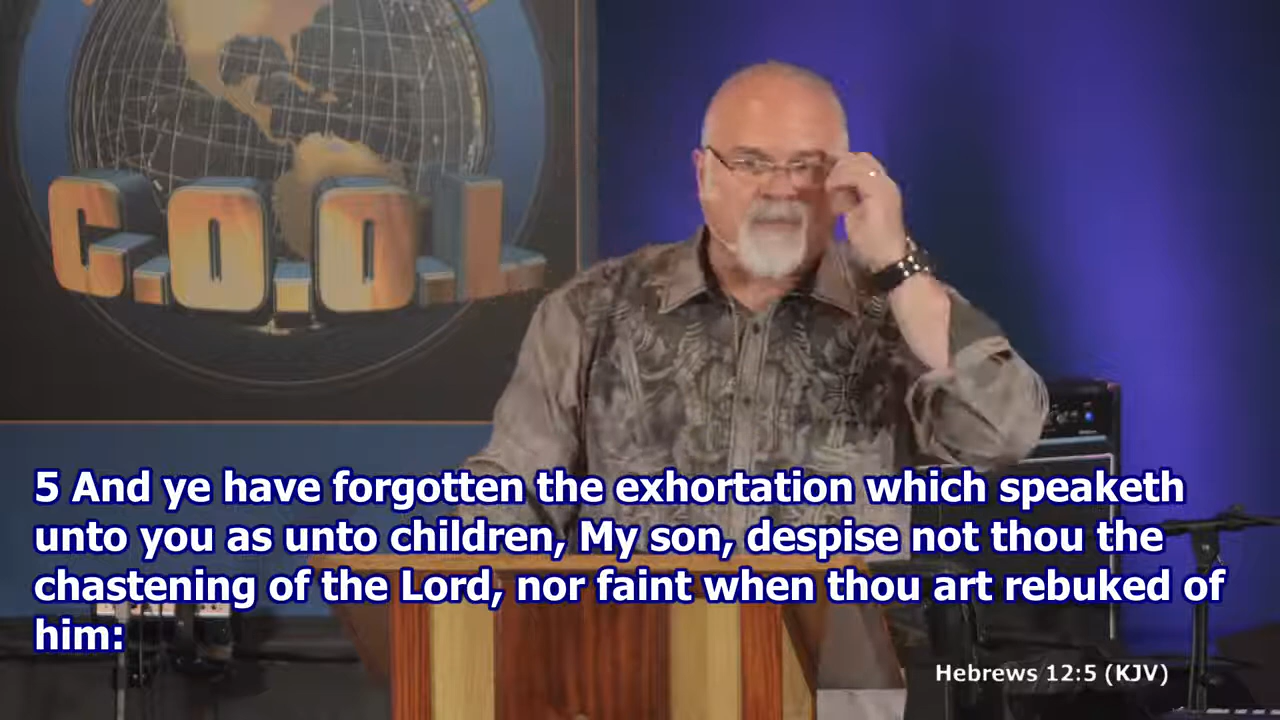 C.O.O.L
5 And ye have forgotten the exhortation which speaketh
unto you as unto children, My son, despise not thou the
chastening of the Lord, nor faint when thou art rebuked of
him:
Hebrews 12:5 (KJV)